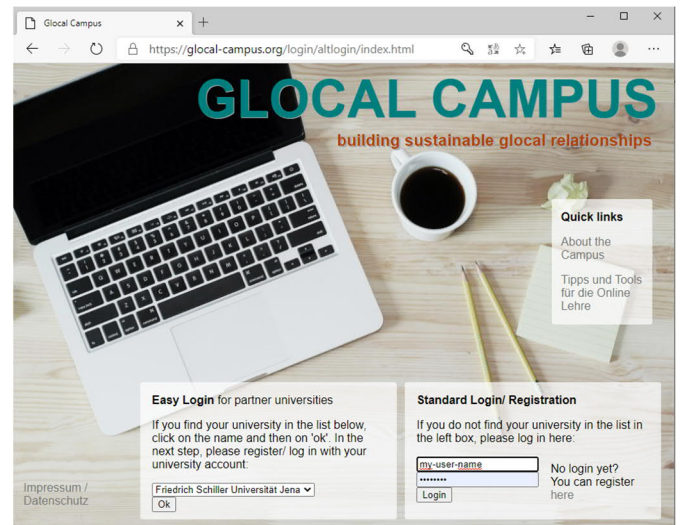 Glocal Campus
https://glocal-campus.org/login/altlogin/index.html
GLOCAL CAMPUS
building sustainable glocal relationships
Quick links
About the
Campus
Tipps und Tools
für die Online
Lehre
Easy Login for partner universities
If you find your university in the list below,
click on the name and then on 'ok'. In the
next step, please register/ log in with your
university account:
Friedrich Schiller Universität Jena
Ok
Standard Login/ Registration
If you do not find your university in the list in
the left box, please log in here:
my-user-name
••••••••
Login
No login yet?
You can register
here
Impressum /
Datenschutz